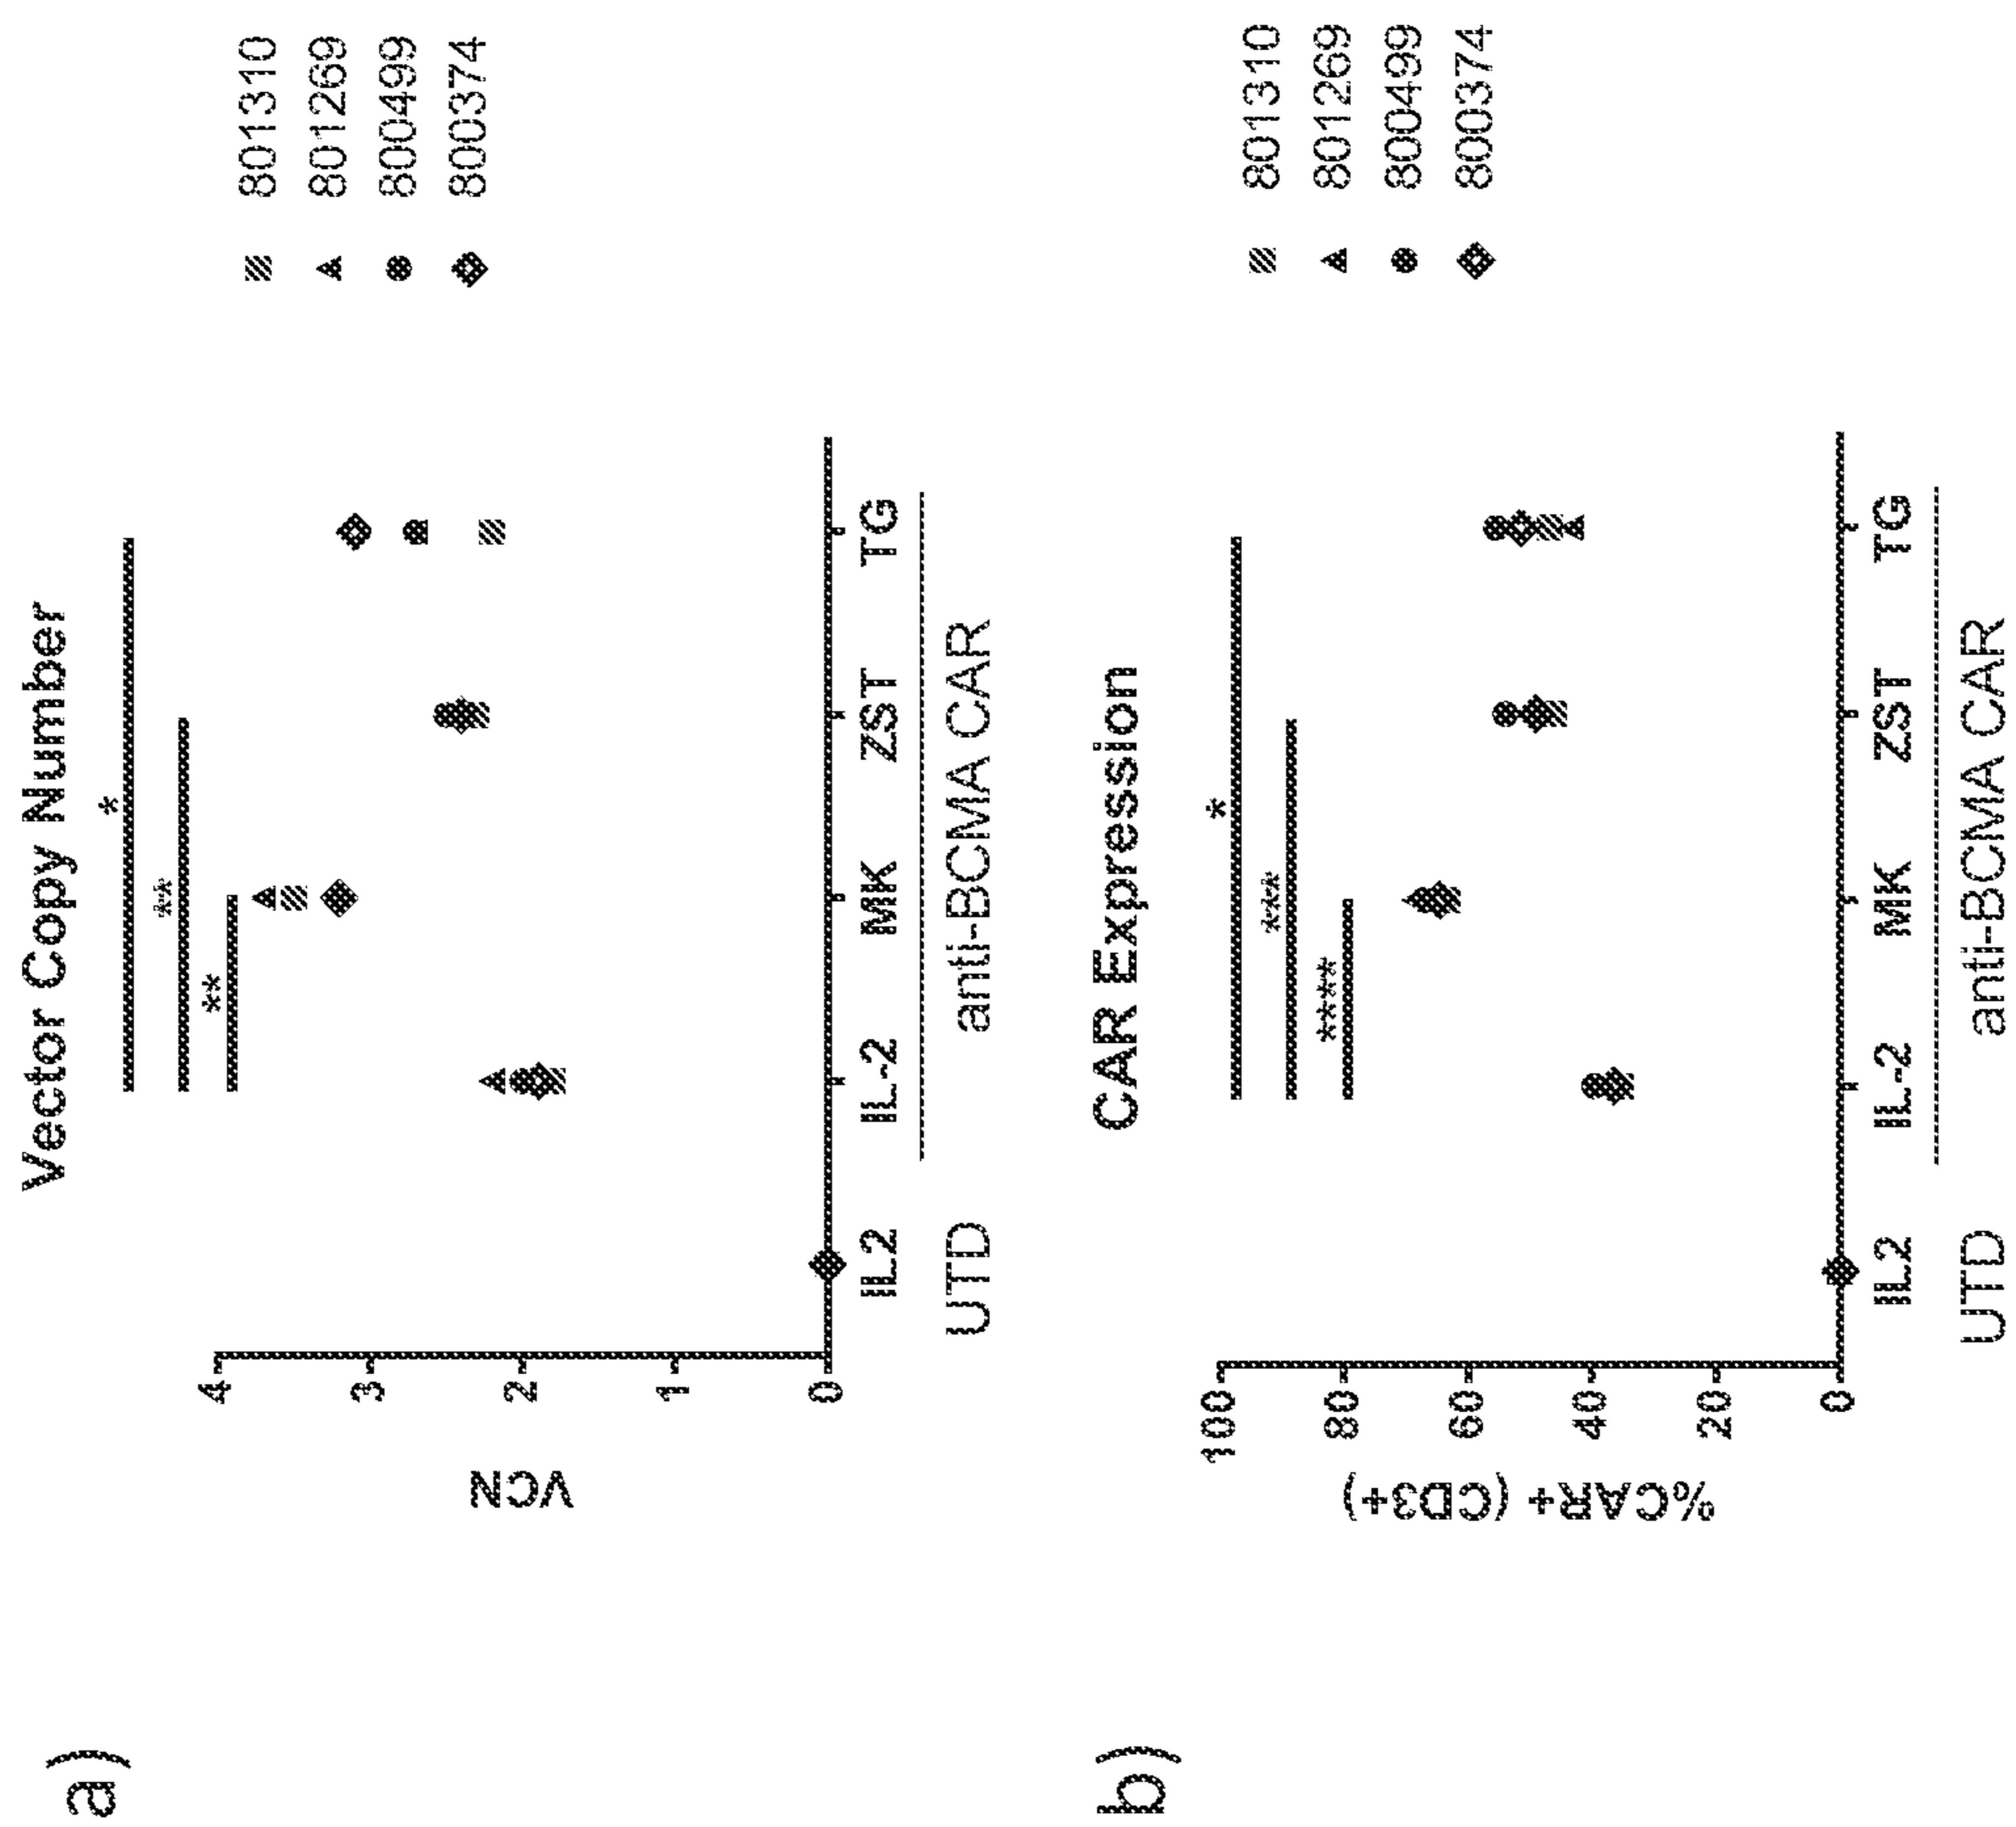 a)
Vector Copy Number
*
**
**
VCN
4
3
2
1
0
IL2 IL-2 MK ZST TG
UTD anti-BCMA CAR
801310
801269
800499
800374
b)
CAR Expression
*
***
****
%CAR+ (CD3+)
100
80
60
40
20
0
IL2 IL-2 MK ZST TG
UTD anti-BCMA CAR
801310
801269
800499
800374